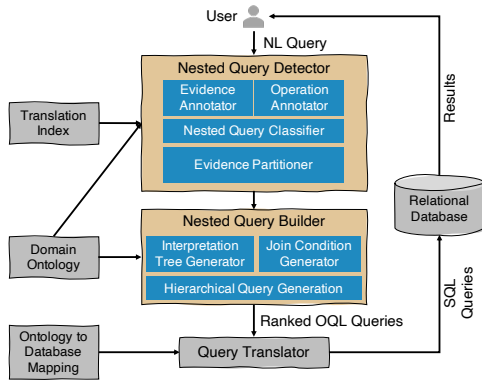 User
NL Query
Nested Query Detector
Evidence
Annotator
Operation
Annotator
Nested Query Classifier
Evidence Partitioner
Translation
Index
Results
Relational
Database
Nested Query Builder
Interpretation
Tree Generator
Join Condition
Generator
Hierarchical Query Generation
Domain
Ontology
SQL
Queries
Ranked OQL Queries
Ontology to
Database
Mapping
Query Translator